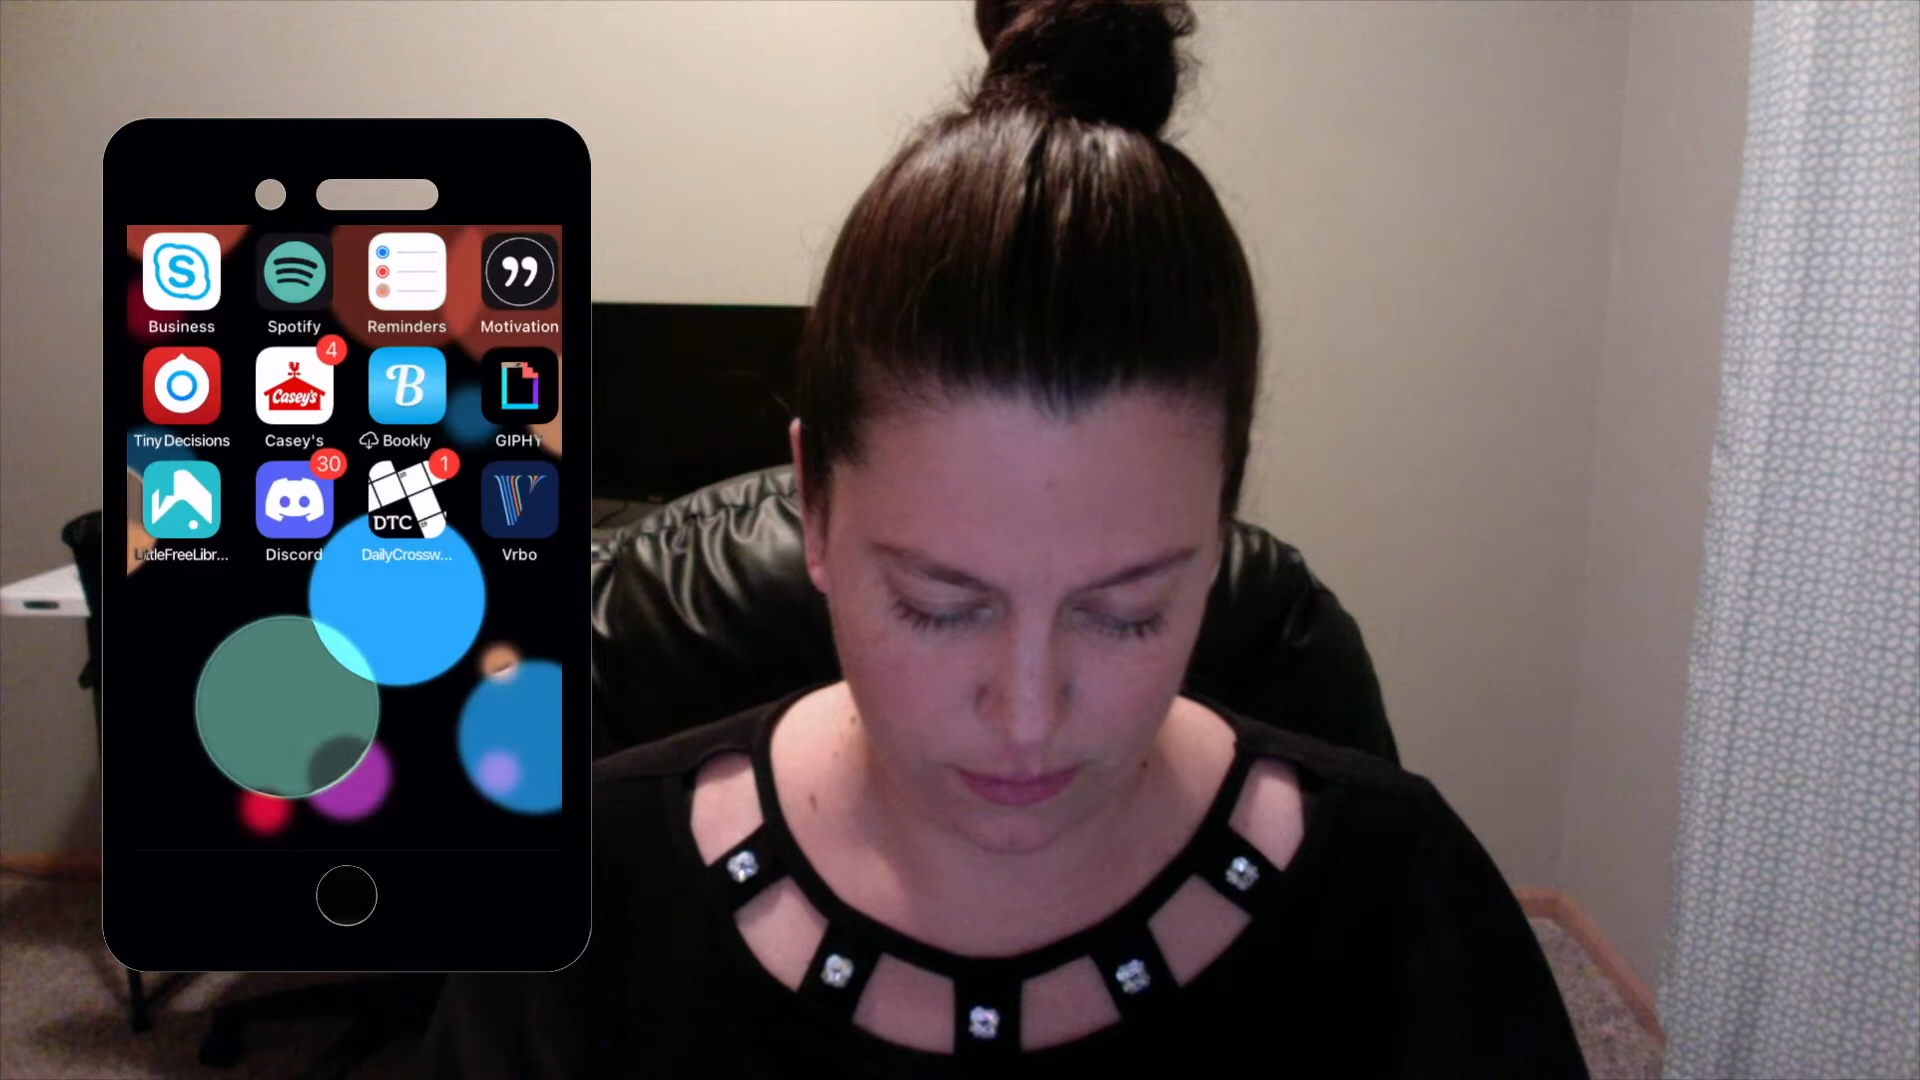 Business Spotify Reminders Motivation
4
Casey's
B
Tiny Decisions Casey's Bookly GIPHY
30 1
DTC
LittleFreeLibr... Discord DailyCrossw... Vrbo